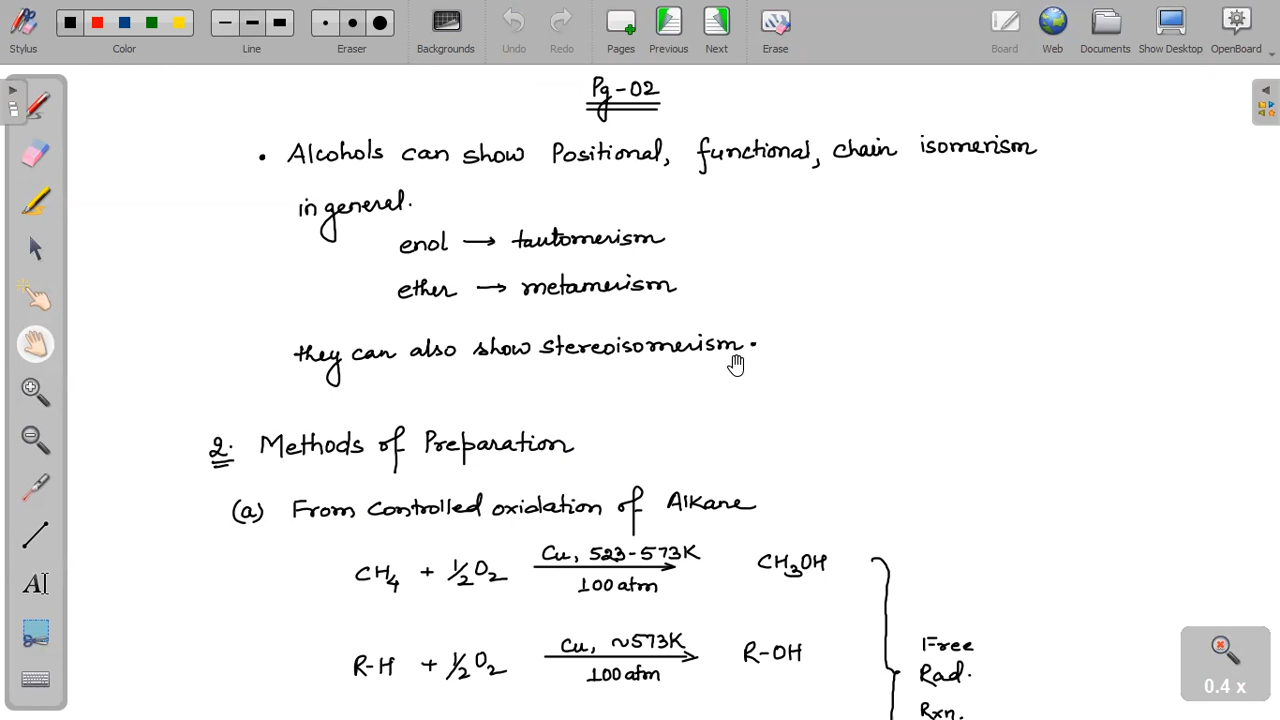 Stylus
Color
Line
Eraser
Backgrounds
Undo
Redo
Pages
Previous
Next
Erase
Board
Web
Documents
Show Desktop
OpenBoard
Pg-02
• Alcohols can show Positional, functional, chain isomerism
in general.
enol → tautomerism
ether → metamerism
they can also show stereoisomerism.
2. Methods of Preparation
(a) From controlled oxidation of Alkane
Cu, 523-573K
CH₄ + ½O₂ → CH₃OH
100 atm
Cu, ~573K
R-H + ½O₂ → R-OH
100 atm
Free
Rad.
Rxn.
AI
0.4 x